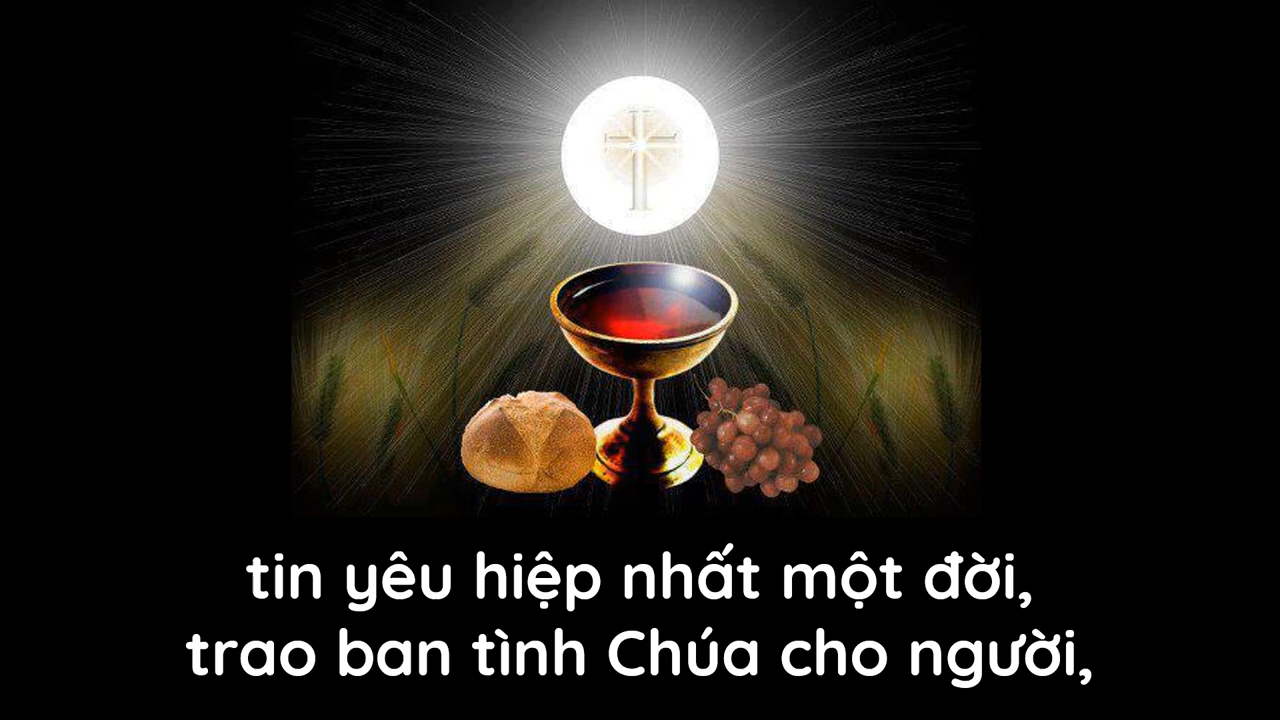 tin yêu hiệp nhất một đời,
trao ban tình Chúa cho người,